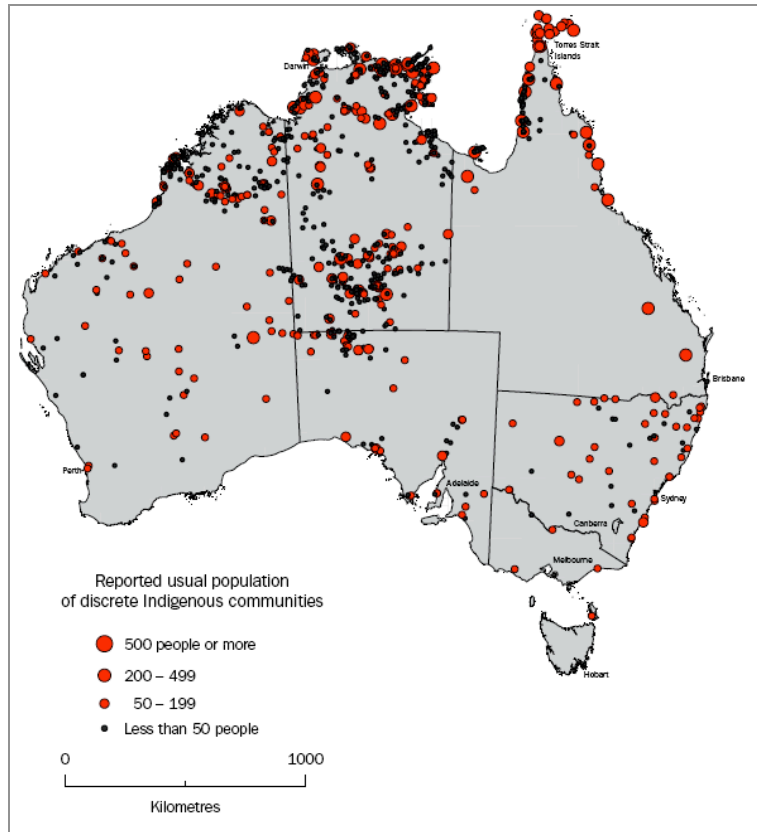 Darwin
Torres Strait
Islands
Brisbane
Perth
Adelaide
Sydney
Canberra
Melbourne
Hobart
Reported usual population
of discrete Indigenous communities
500 people or more
200 – 499
50 – 199
Less than 50 people
0 1000
Kilometres